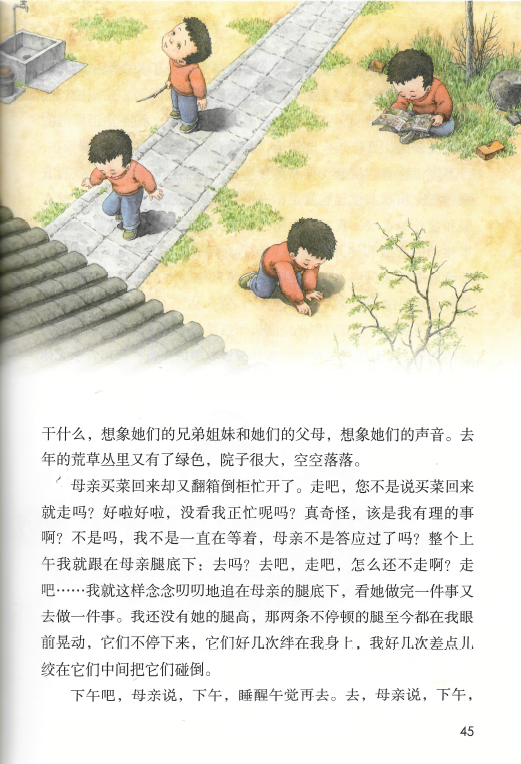 干什么，想象她们的兄弟姐妹和她们的父母，想象她们的声音。去
年的荒草丛里又有了绿色，院子很大，空空落落。
母亲买菜回来却又翻箱倒柜忙开了。走吧，您不是说买菜回来
就走吗？好啦好啦，没看我正忙呢吗？真奇怪，该是我有理的事
啊？不是吗，我不是一直在等着，母亲不是答应过了吗？整个上
午我就跟在母亲腿底下：去吗？去吧，走吧，怎么还不走啊？走
吧……我就这样念念叨叨地追在母亲的腿底下，看她做完一件事又
去做一件事。我还没有她的腿高，那两条不停顿的腿至今都在我眼
前晃动，它们不停下来，它们好几次绊在我身上，我好几次差点儿
绞在它们中间把它们碰倒。
下午吧，母亲说，下午，睡醒午觉再去。去，母亲说，下午，
45